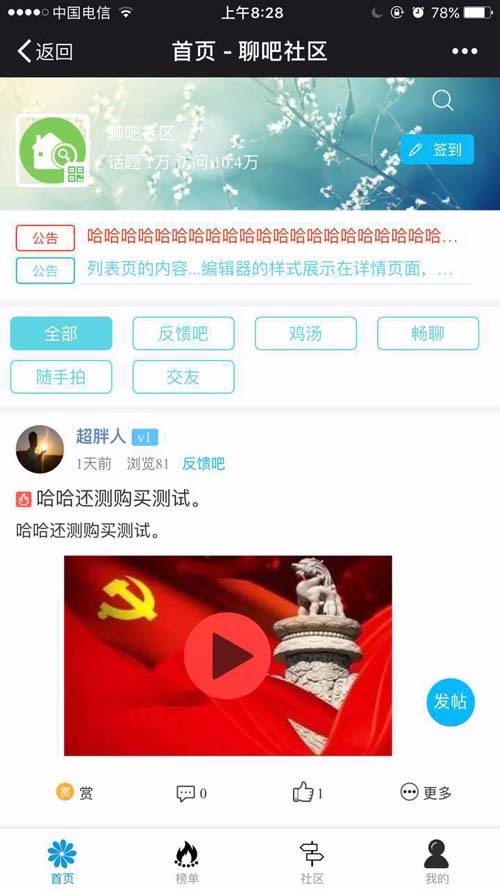 中国电信 上午8:28 78%
返回 首页 - 聊吧社区
聊吧社区
话题 1万 访问 10.4万
签到
公告 哈哈哈哈哈哈哈哈哈哈哈哈哈哈哈哈哈哈哈哈哈...
公告 列表页的内容...编辑器的样式展示在详情页面，...
全部 反馈吧 鸡汤 畅聊
随手拍 交友
超胖人 v1
1天前 浏览81 反馈吧
哈哈还测购买测试。
哈哈还测购买测试。
发帖
赏 赏 0 1 更多
首页 榜单 社区 我的